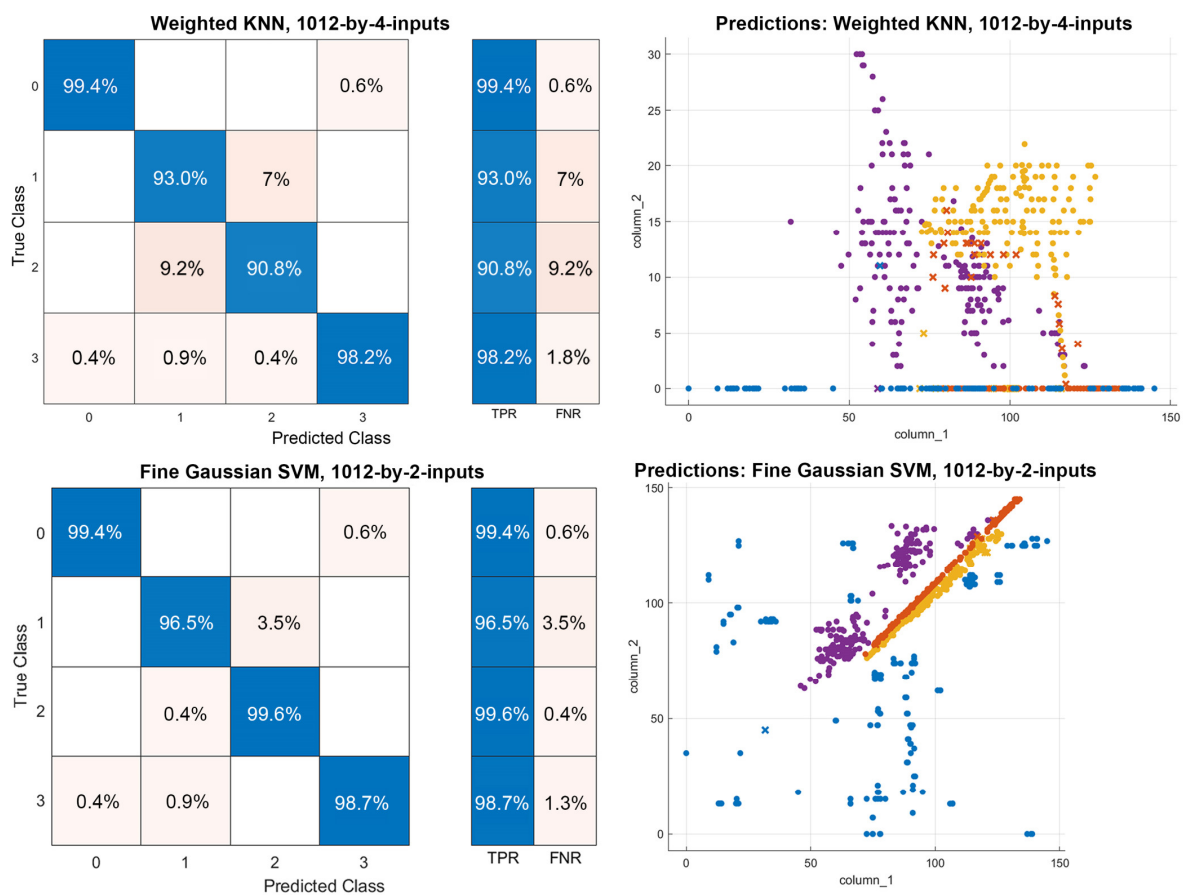 Weighted KNN, 1012-by-4-inputs
0 99.4% 0.6% 99.4% 0.6%
1 93.0% 7% 93.0% 7%
True Class
2 9.2% 90.8% 90.8% 9.2%
3 0.4% 0.9% 0.4% 98.2% 98.2% 1.8%
0 1 2 3 TPR FNR
Predicted Class
Predictions: Weighted KNN, 1012-by-4-inputs
30
25
20
15
10
5
0
column_2
0 50 100 150
column_1
Fine Gaussian SVM, 1012-by-2-inputs
0 99.4% 0.6% 99.4% 0.6%
1 96.5% 3.5% 96.5% 3.5%
True Class
2 0.4% 99.6% 99.6% 0.4%
3 0.4% 0.9% 98.7% 98.7% 1.3%
0 1 2 3 TPR FNR
Predicted Class
Predictions: Fine Gaussian SVM, 1012-by-2-inputs
150
100
50
0
column_2
0 50 100 150
column_1